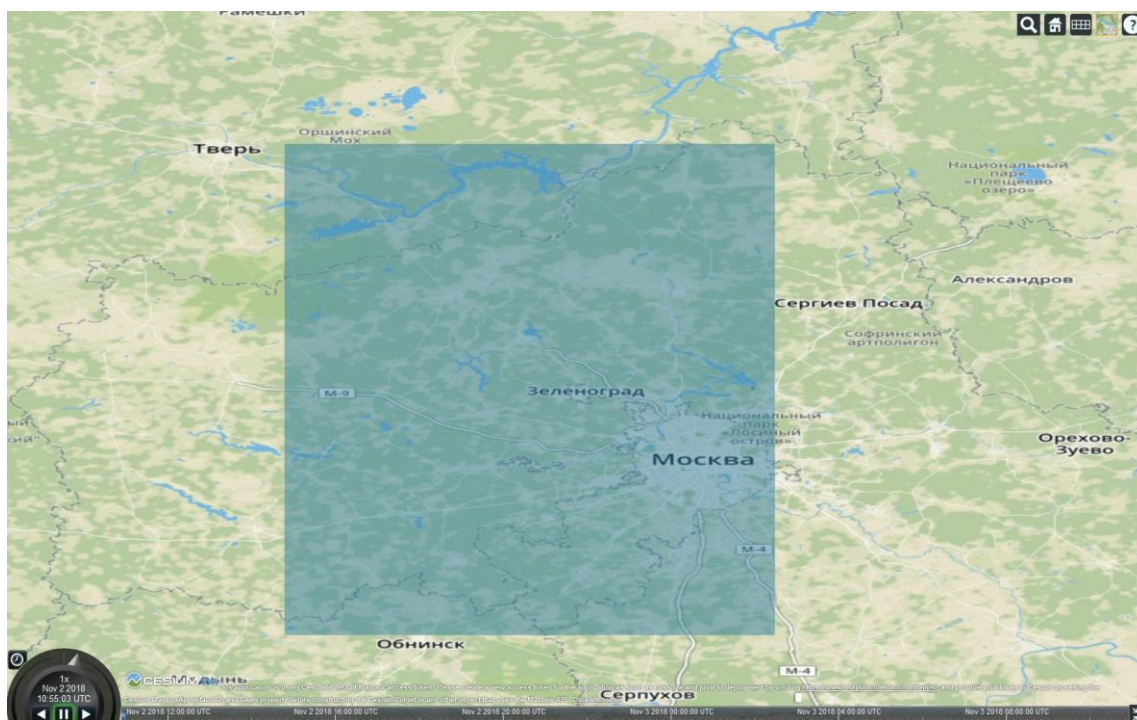 Рамешки
Оршинский
Мох
Тверь
Национальный
парк
«Плещеево
озеро»
Александров
Сергиев Посад
Софринский
артполигон
М-9
Зеленоград
Национальный
парк
«Лосиный
остров»
Орехово-
Зуево
Москва
М-4
Обнинск
М-4
Серпухов
1x
Nov 2 2018
10:55:03 UTC
CESIUM
Nov 2 2018 12:00:00 UTC
Nov 2 2018 16:00:00 UTC
Nov 2 2018 20:00:00 UTC
Nov 3 2018 00:00:00 UTC
Nov 3 2018 04:00:00 UTC
Nov 3 2018 08:00:00 UTC